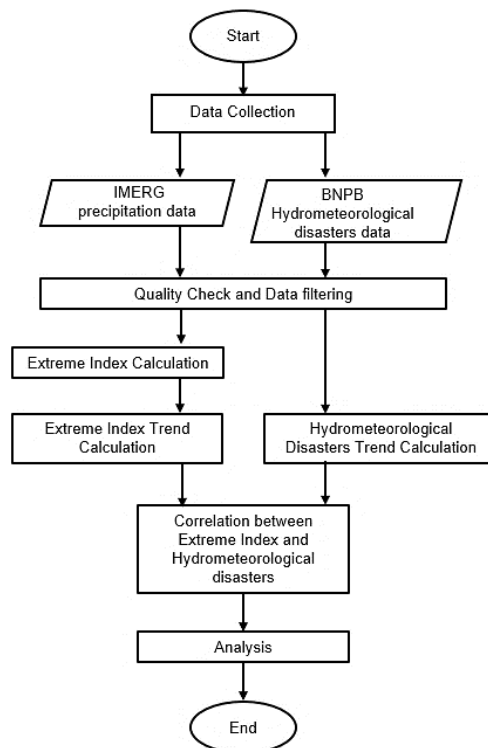 Start
Data Collection
IMERG
precipitation data
BNPB
Hydrometeorological
disasters data
Quality Check and Data filtering
Extreme Index Calculation
Extreme Index Trend
Calculation
Hydrometeorological
Disasters Trend Calculation
Correlation between
Extreme Index and
Hydrometeorological
disasters
Analysis
End